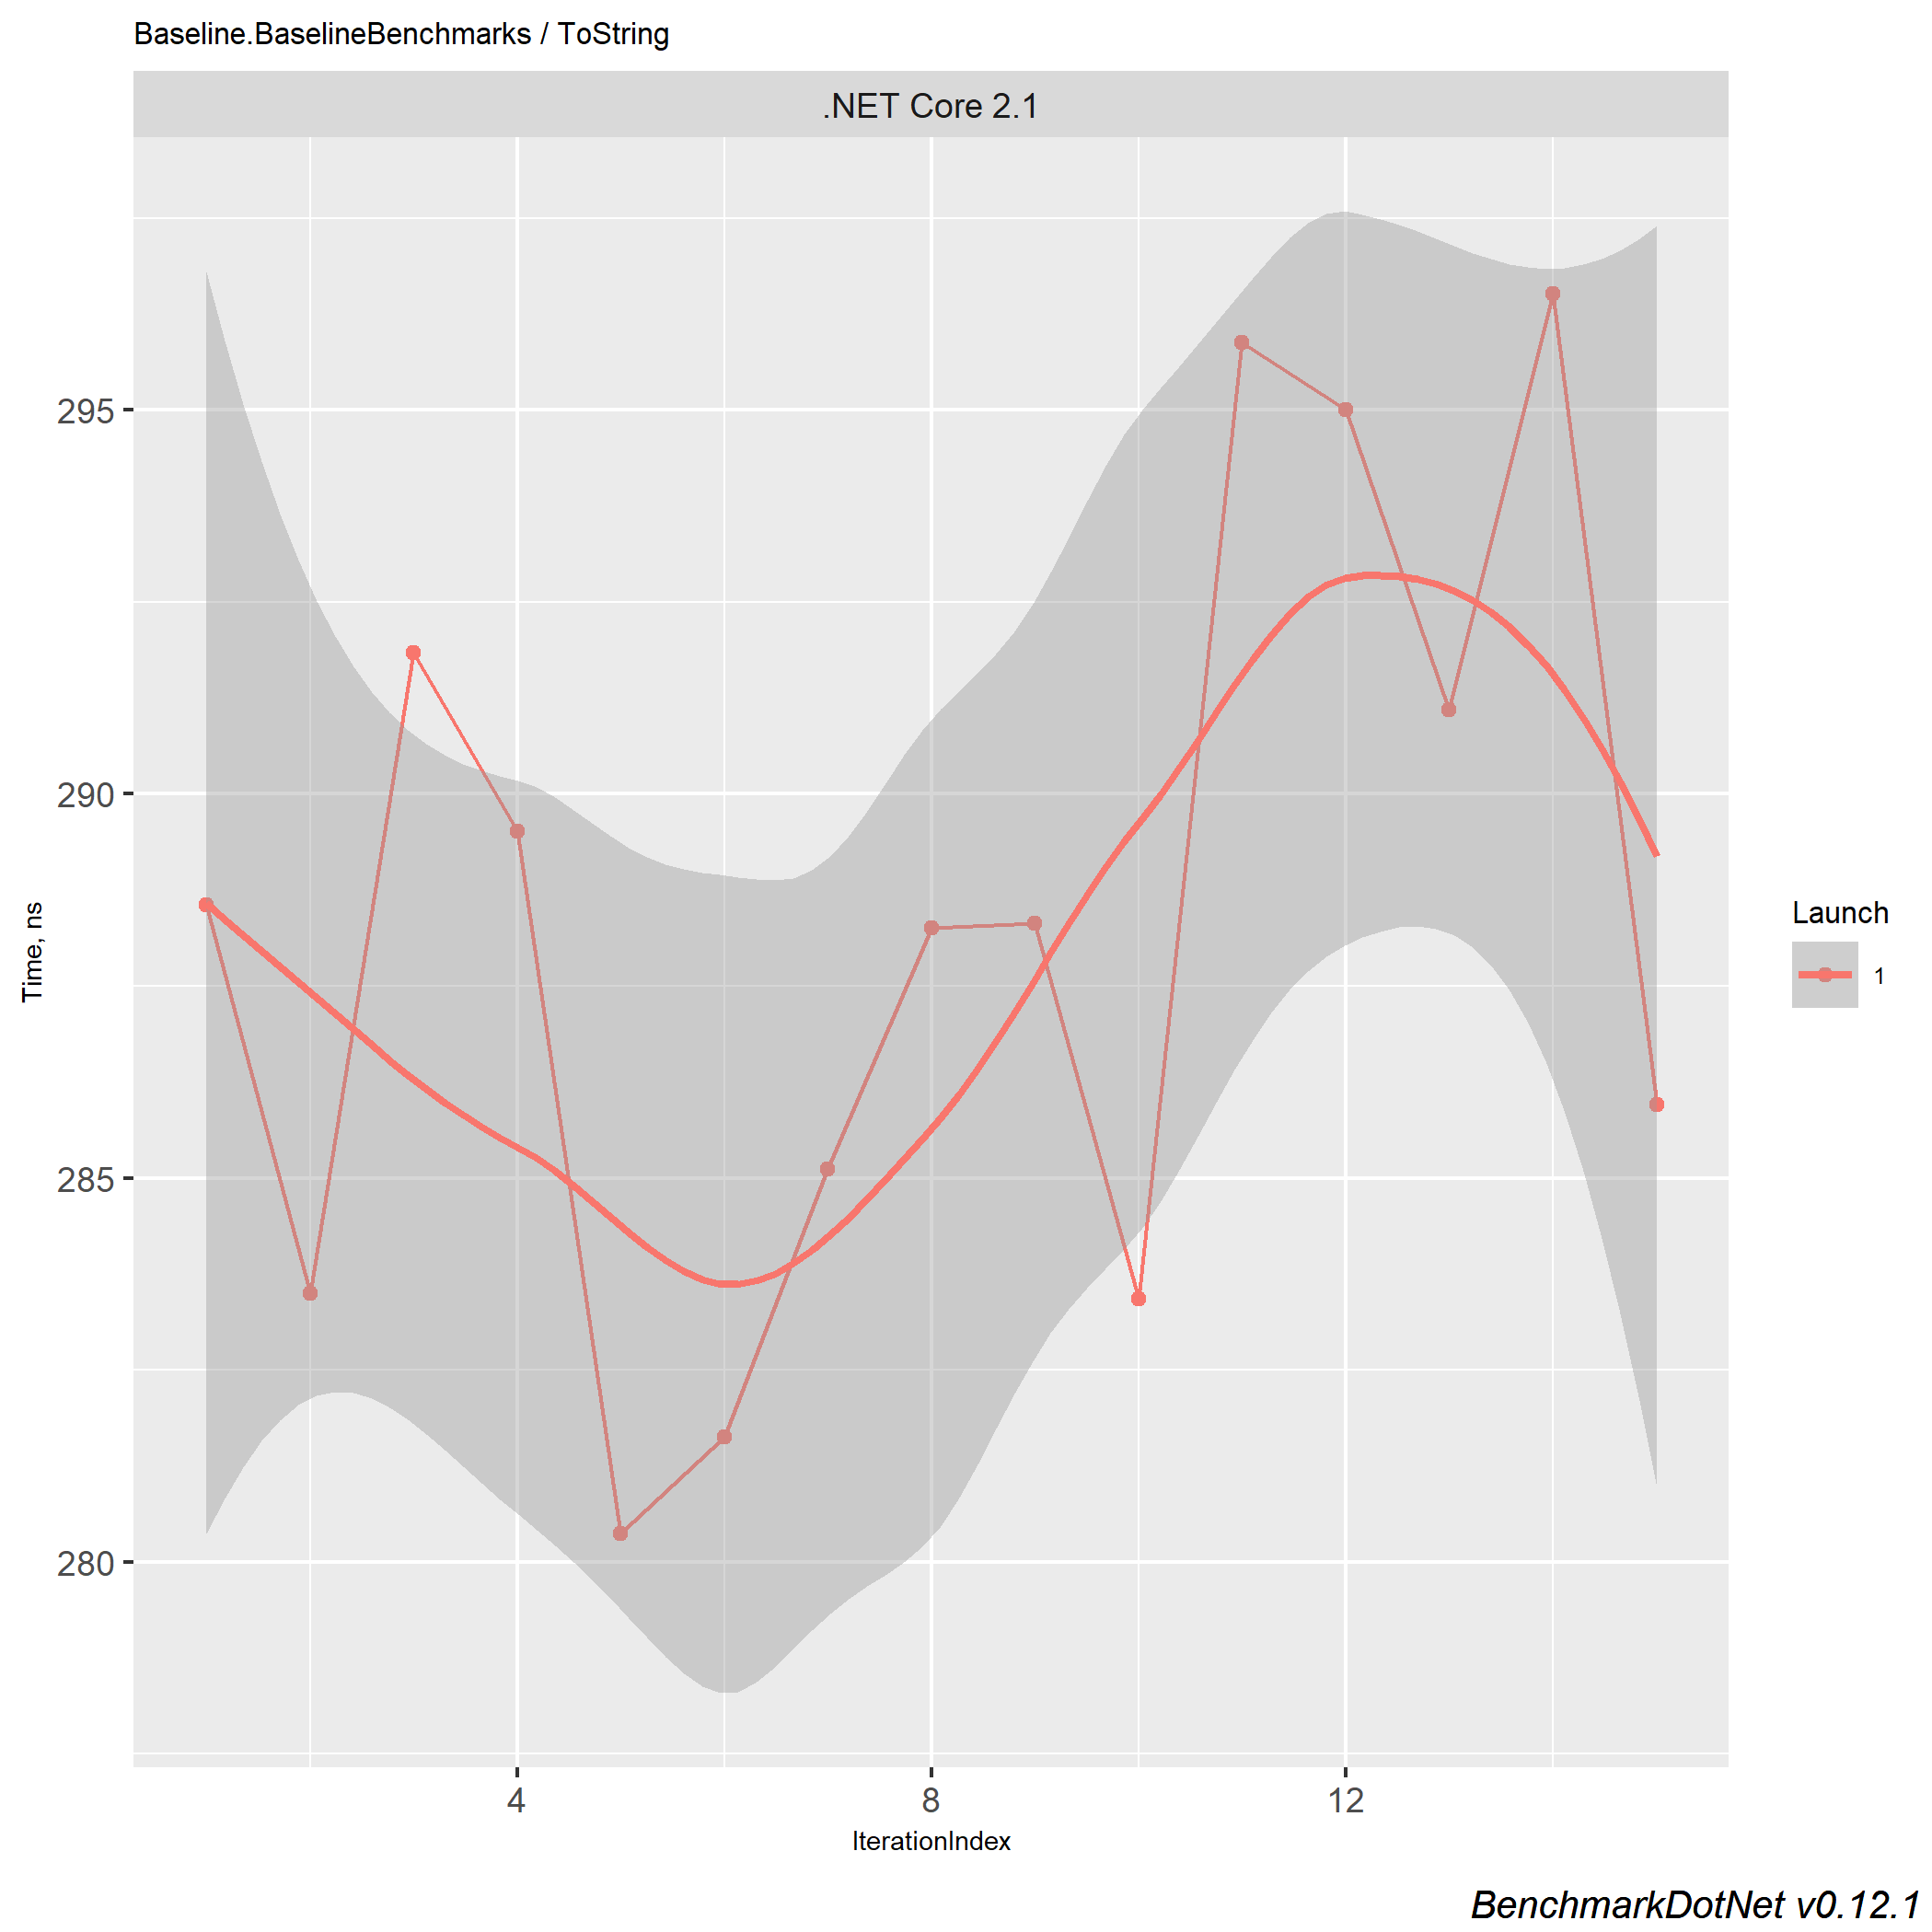 Baseline.BaselineBenchmarks / ToString
.NET Core 2.1
295
290
285
280
Time, ns
4 8 12
IterationIndex
Launch
1
BenchmarkDotNet v0.12.1